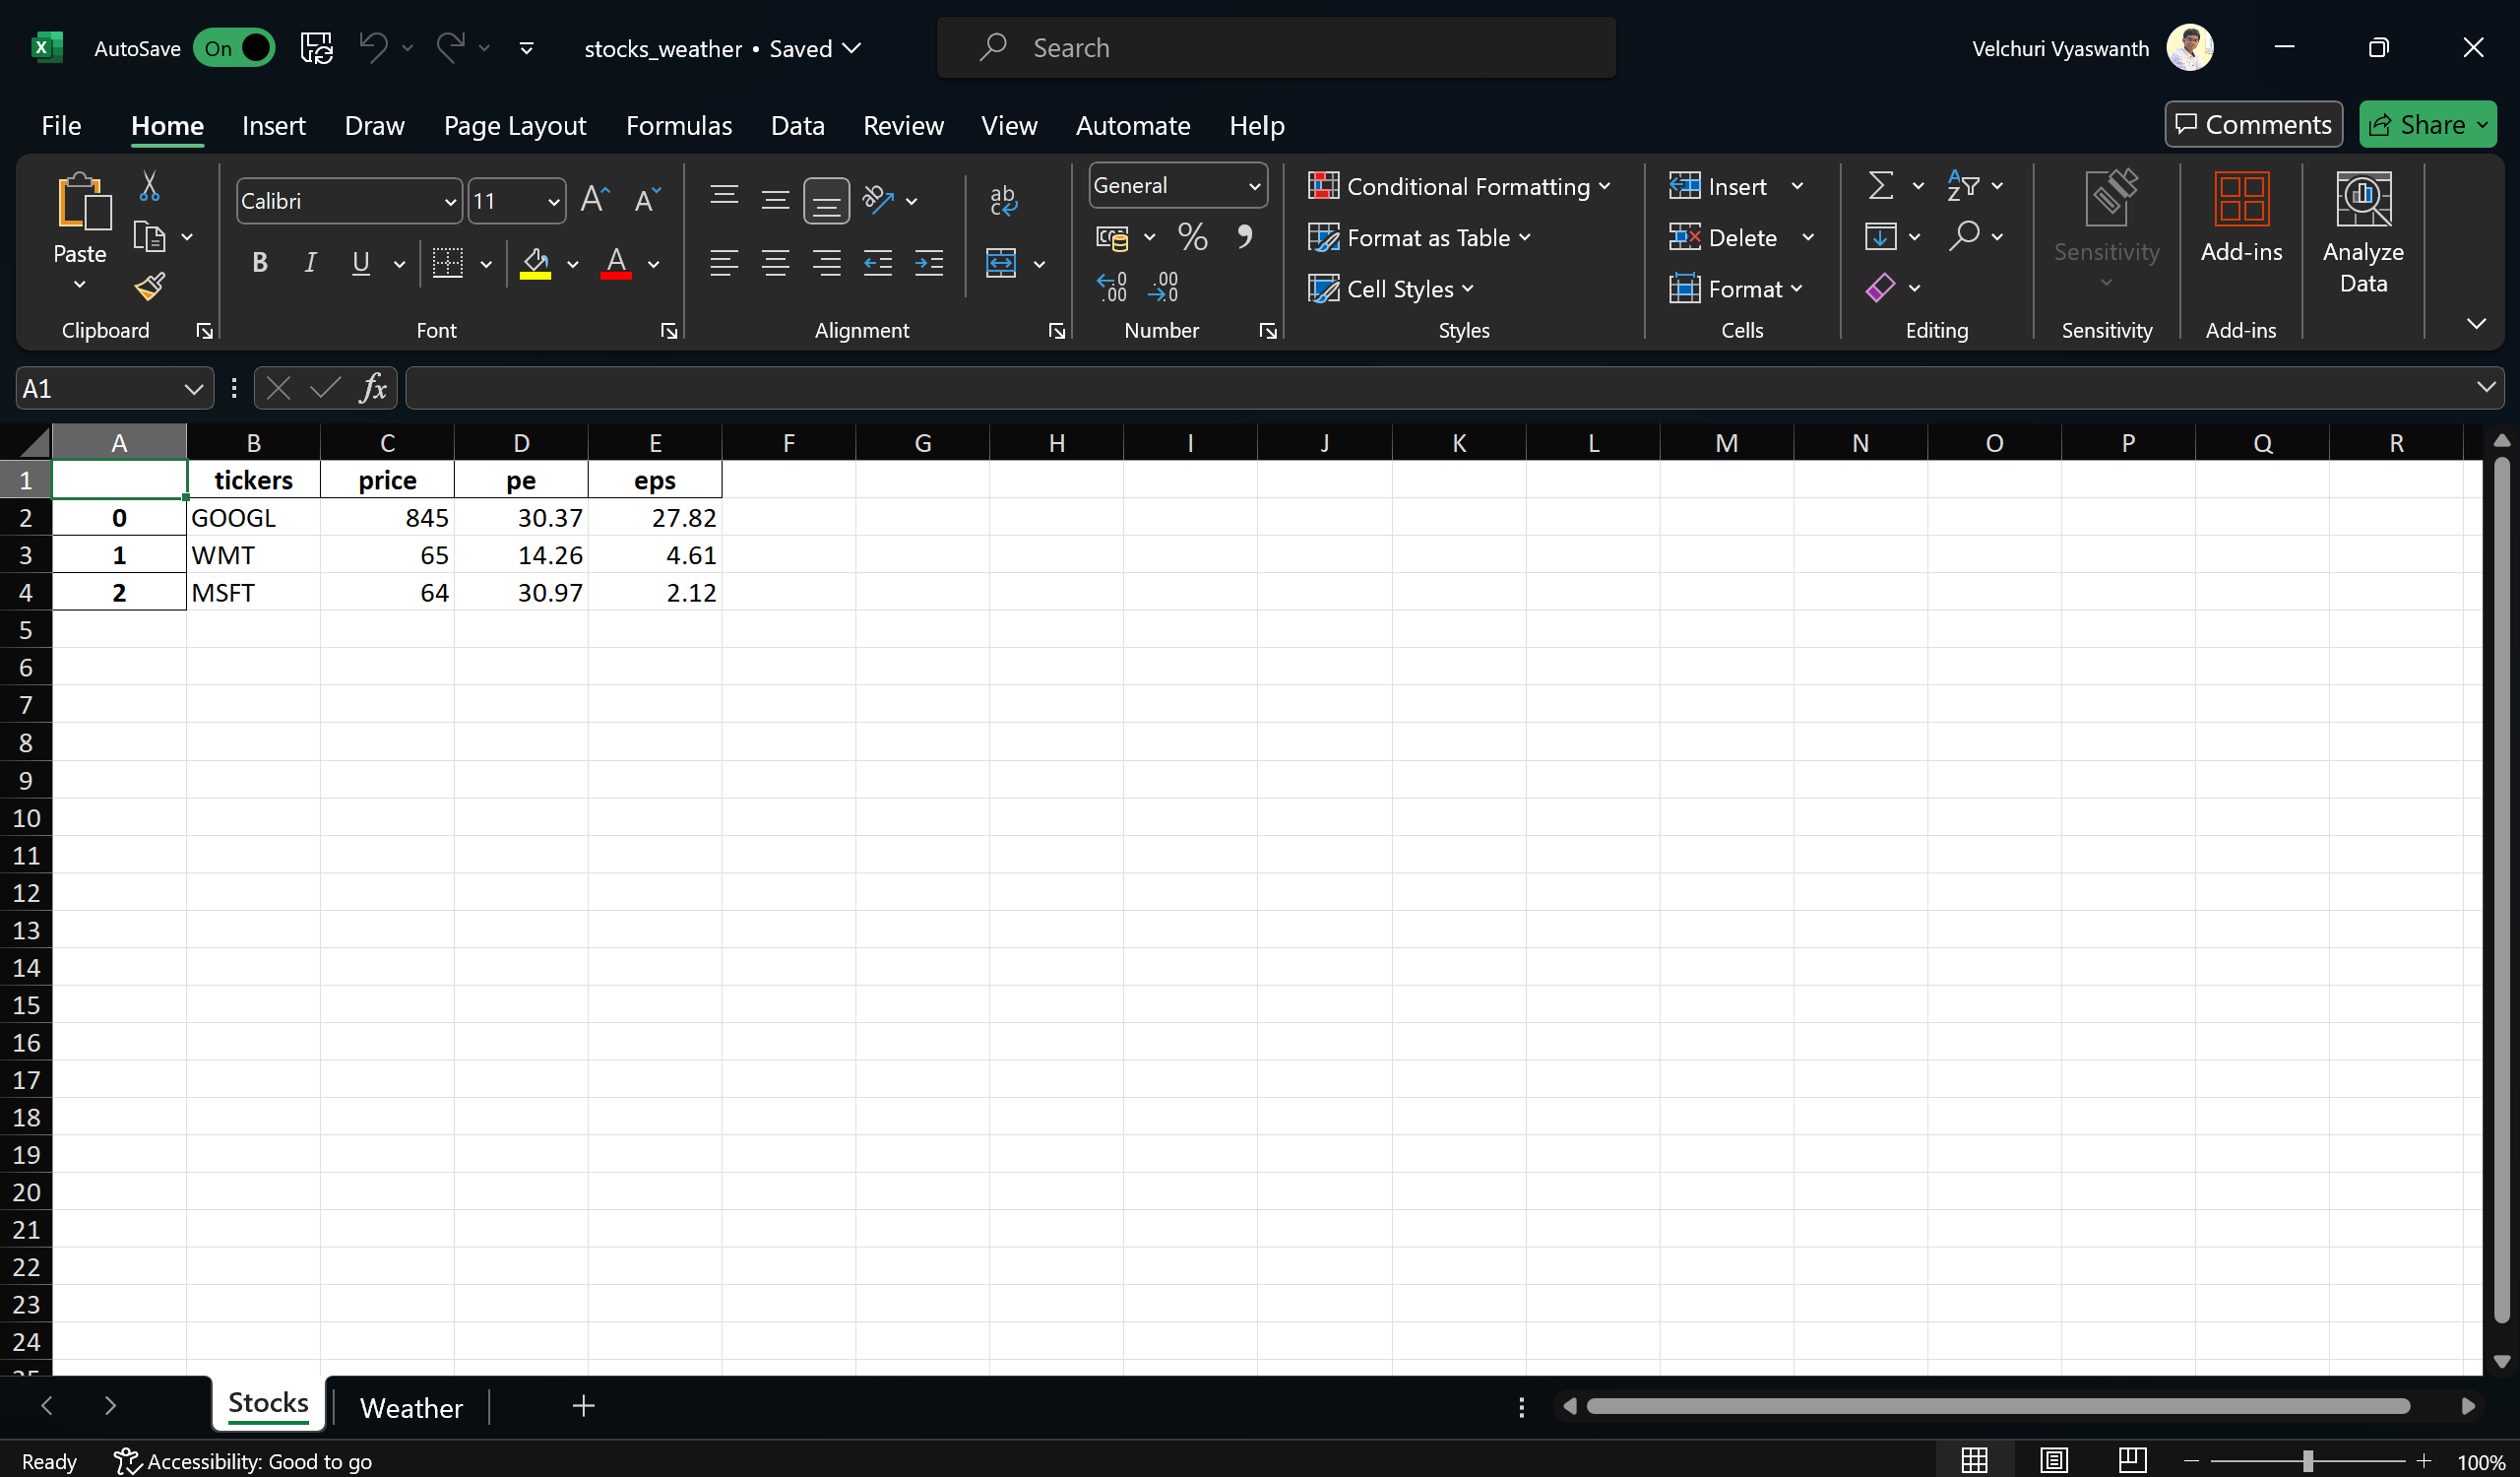 AutoSave On stocks_weather • Saved Search Velchuri Vyaswanth
File Home Insert Draw Page Layout Formulas Data Review View Automate Help Comments Share
Paste Calibri 11 General Conditional Formatting Format as Table Cell Styles Insert Delete Format Sensitivity Add-ins Analyze Data
Clipboard Font Alignment Number Styles Cells Editing Sensitivity Add-ins
A1 fx
A B C D E F G H I J K L M N O P Q R
1 tickers price pe eps
2 0 GOOGL 845 30.37 27.82
3 1 WMT 65 14.26 4.61
4 2 MSFT 64 30.97 2.12
5
6
7
8
9
10
11
12
13
14
15
16
17
18
19
20
21
22
23
24
Stocks Weather
Ready Accessibility: Good to go 100%